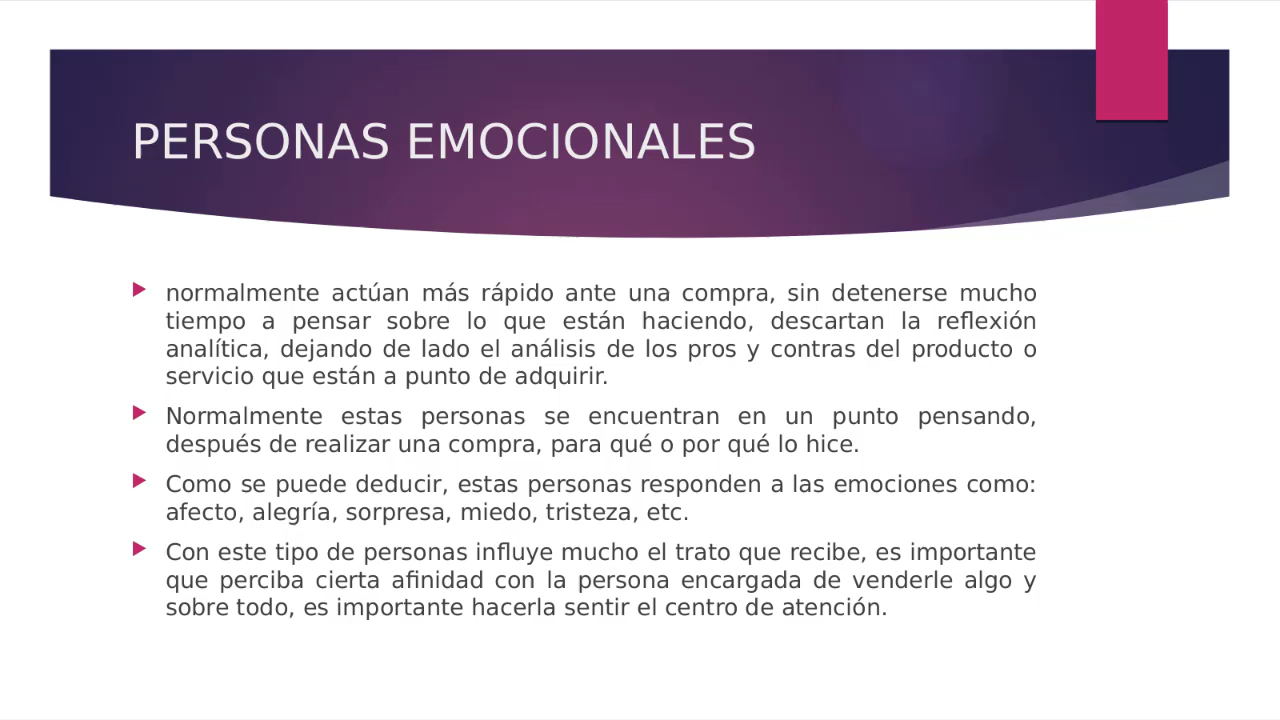 PERSONAS EMOCIONALES
normalmente actúan más rápido ante una compra, sin detenerse mucho
tiempo a pensar sobre lo que están haciendo, descartan la reflexión
analítica, dejando de lado el análisis de los pros y contras del producto o
servicio que están a punto de adquirir.
Normalmente estas personas se encuentran en un punto pensando,
después de realizar una compra, para qué o por qué lo hice.
Como se puede deducir, estas personas responden a las emociones como:
afecto, alegría, sorpresa, miedo, tristeza, etc.
Con este tipo de personas influye mucho el trato que recibe, es importante
que perciba cierta afinidad con la persona encargada de venderle algo y
sobre todo, es importante hacerla sentir el centro de atención.